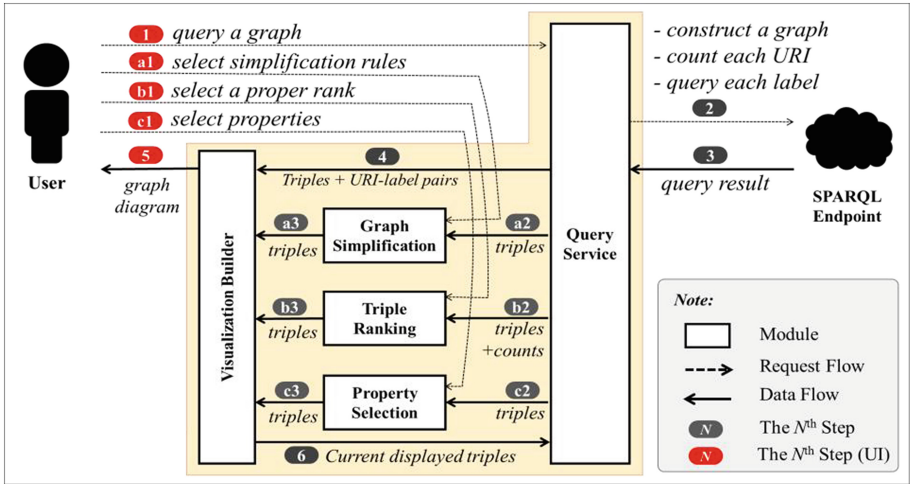 1 query a graph
a1 select simplification rules
b1 select a proper rank
c1 select properties
- construct a graph
- count each URI
- query each label
2
User
5
graph
diagram
4
Triples + URI-label pairs
3
query result
SPARQL
Endpoint
Visualization Builder
Query
Service
a3
triples
Graph
Simplification
a2
triples
b3
triples
Triple
Ranking
b2
triples
+counts
c3
triples
Property
Selection
c2
triples
6 Current displayed triples
Note:
Module
Request Flow
Data Flow
N The Nth Step
N The Nth Step (UI)